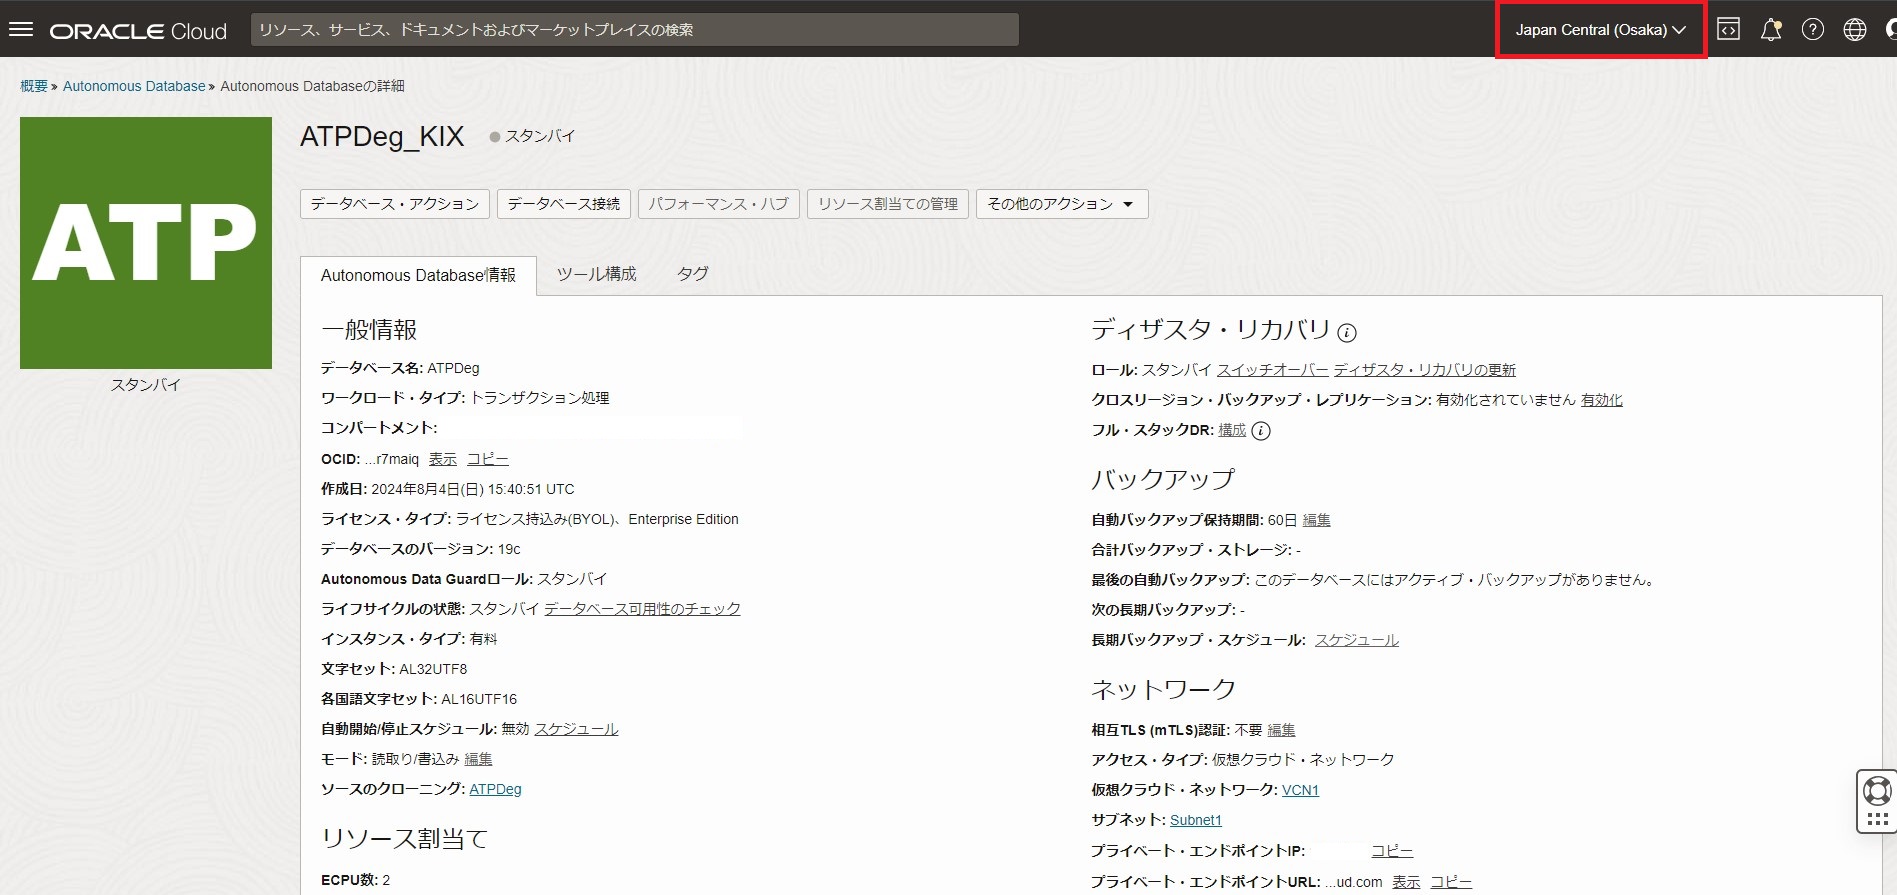 ORACLE Cloud
リソース、サービス、ドキュメントおよびマーケットプレイスの検索
Japan Central (Osaka)
概要 » Autonomous Database » Autonomous Databaseの詳細
ATP
スタンバイ
ATPDeg_KIX
スタンバイ
データベース・アクション
データベース接続
パフォーマンス・ハブ
リソース割当ての管理
その他のアクション
Autonomous Database情報
ツール構成
タグ
一般情報
データベース名: ATPDeg
ワークロード・タイプ: トランザクション処理
コンパートメント:
OCID: ...r7maiq 表示 コピー
作成日: 2024年8月4日(日) 15:40:51 UTC
ライセンス・タイプ: ライセンス持込み(BYOL)、Enterprise Edition
データベースのバージョン: 19c
Autonomous Data Guardロール: スタンバイ
ライフサイクルの状態: スタンバイ データベース可用性のチェック
インスタンス・タイプ: 有料
文字セット: AL32UTF8
各国語文字セット: AL16UTF16
自動開始/停止スケジュール: 無効 スケジュール
モード: 読取り/書込み 編集
ソースのクローニング: ATPDeg
リソース割当て
ECPU数: 2
ディザスタ・リカバリ
ロール: スタンバイ スイッチオーバー ディザスタ・リカバリの更新
クロスリージョン・バックアップ・レプリケーション: 有効化されていません 有効化
フル・スタックDR: 構成
バックアップ
自動バックアップ保持期間: 60日 編集
合計バックアップ・ストレージ: -
最後の自動バックアップ: このデータベースにはアクティブ・バックアップがありません。
次の長期バックアップ: -
長期バックアップ・スケジュール: スケジュール
ネットワーク
相互TLS (mTLS)認証: 不要 編集
アクセス・タイプ: 仮想クラウド・ネットワーク
仮想クラウド・ネットワーク: VCN1
サブネット: Subnet1
プライベート・エンドポイントIP: コピー
プライベート・エンドポイントURL: ...ud.com 表示 コピー